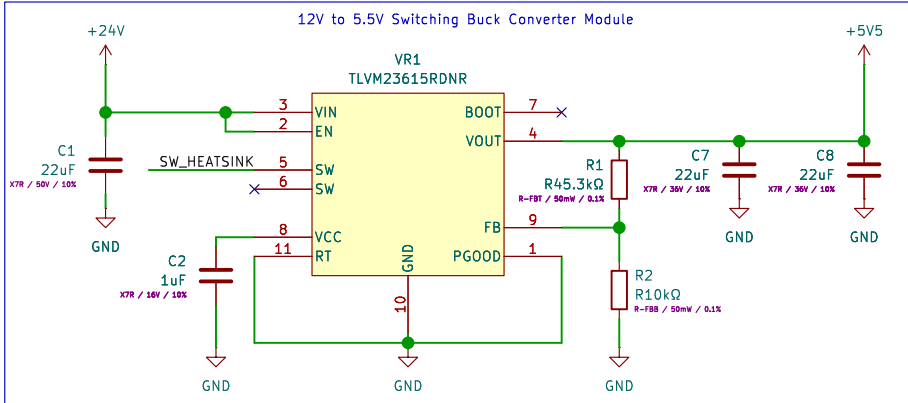 12V to 5.5V Switching Buck Converter Module
+24V
+5V5
VR1
TLVM23615RDNR
3 VIN
2 EN
5 SW
6 SW
8 VCC
11 RT
BOOT 7
VOUT 4
FB 9
PGOOD 1
GND
10
SW_HEATSINK
C1
22uF
X7R / 50V / 10%
GND
C2
1uF
X7R / 16V / 10%
GND
GND
R1
R45.3kΩ
R-FBT / 50mW / 0.1%
R2
R10kΩ
R-FBB / 50mW / 0.1%
GND
C7
22uF
X7R / 36V / 10%
GND
C8
22uF
X7R / 36V / 10%
GND